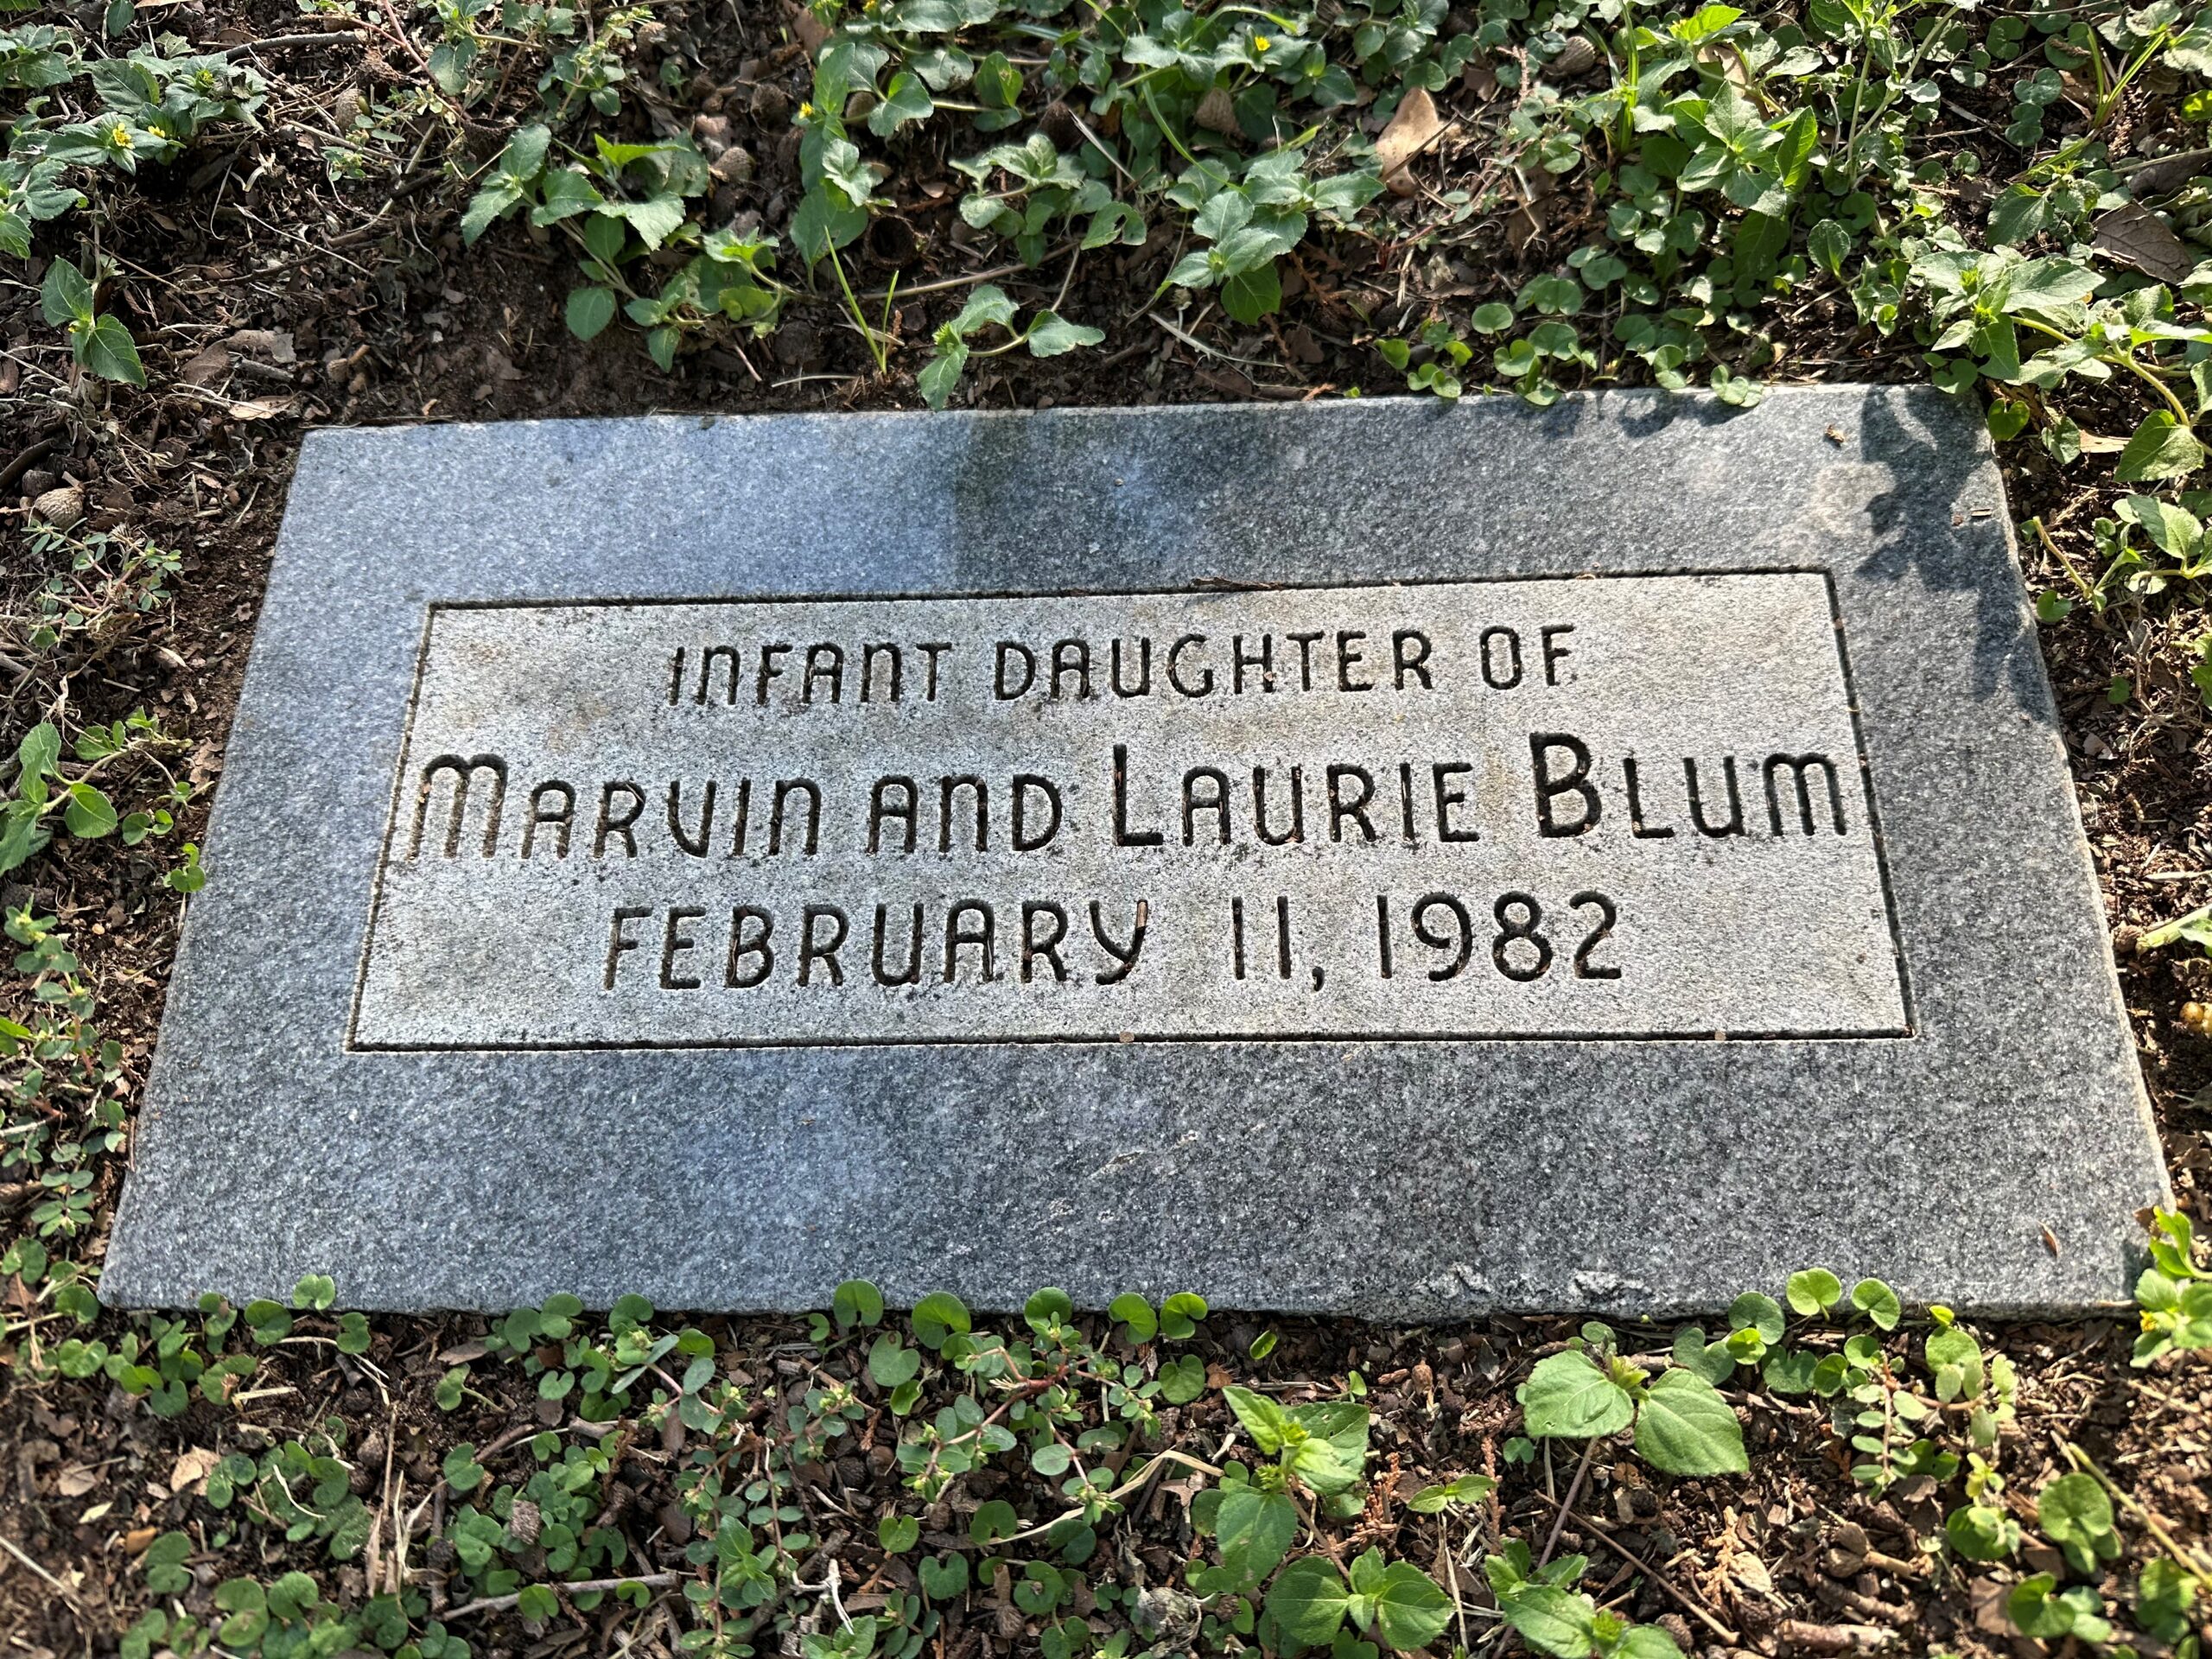 INFANT DAUGHTER OF
MARVIN AND LAURIE BLUM
FEBRUARY 11, 1982